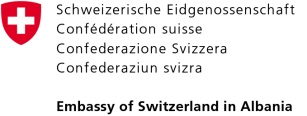 Schweizerische Eidgenossenschaft
Confédération suisse
Confederazione Svizzera
Confederaziun svizra
Embassy of Switzerland in Albania